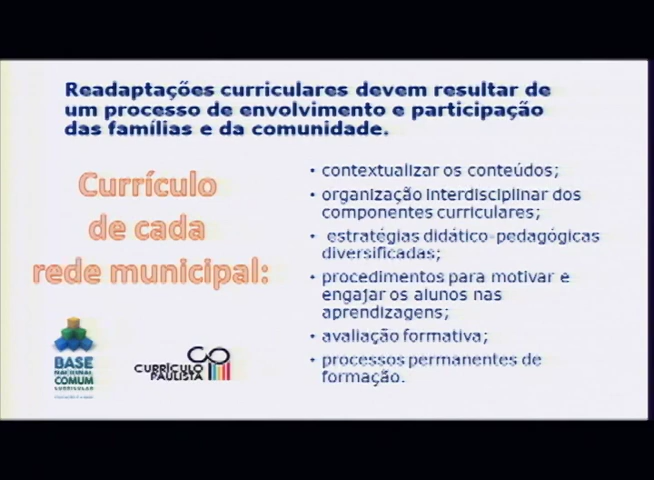 Readaptações curriculares devem resultar de
um processo de envolvimento e participação
das famílias e da comunidade.
Currículo
de cada
rede municipal:
• contextualizar os conteúdos;
• organização interdisciplinar dos
componentes curriculares;
• estratégias didático-pedagógicas
diversificadas;
• procedimentos para motivar e
engajar os alunos nas
aprendizagens;
• avaliação formativa;
• processos permanentes de
formação.
BASE
NACIONAL
COMUM
CURRICULAR
CURRÍCULO
PAULISTA